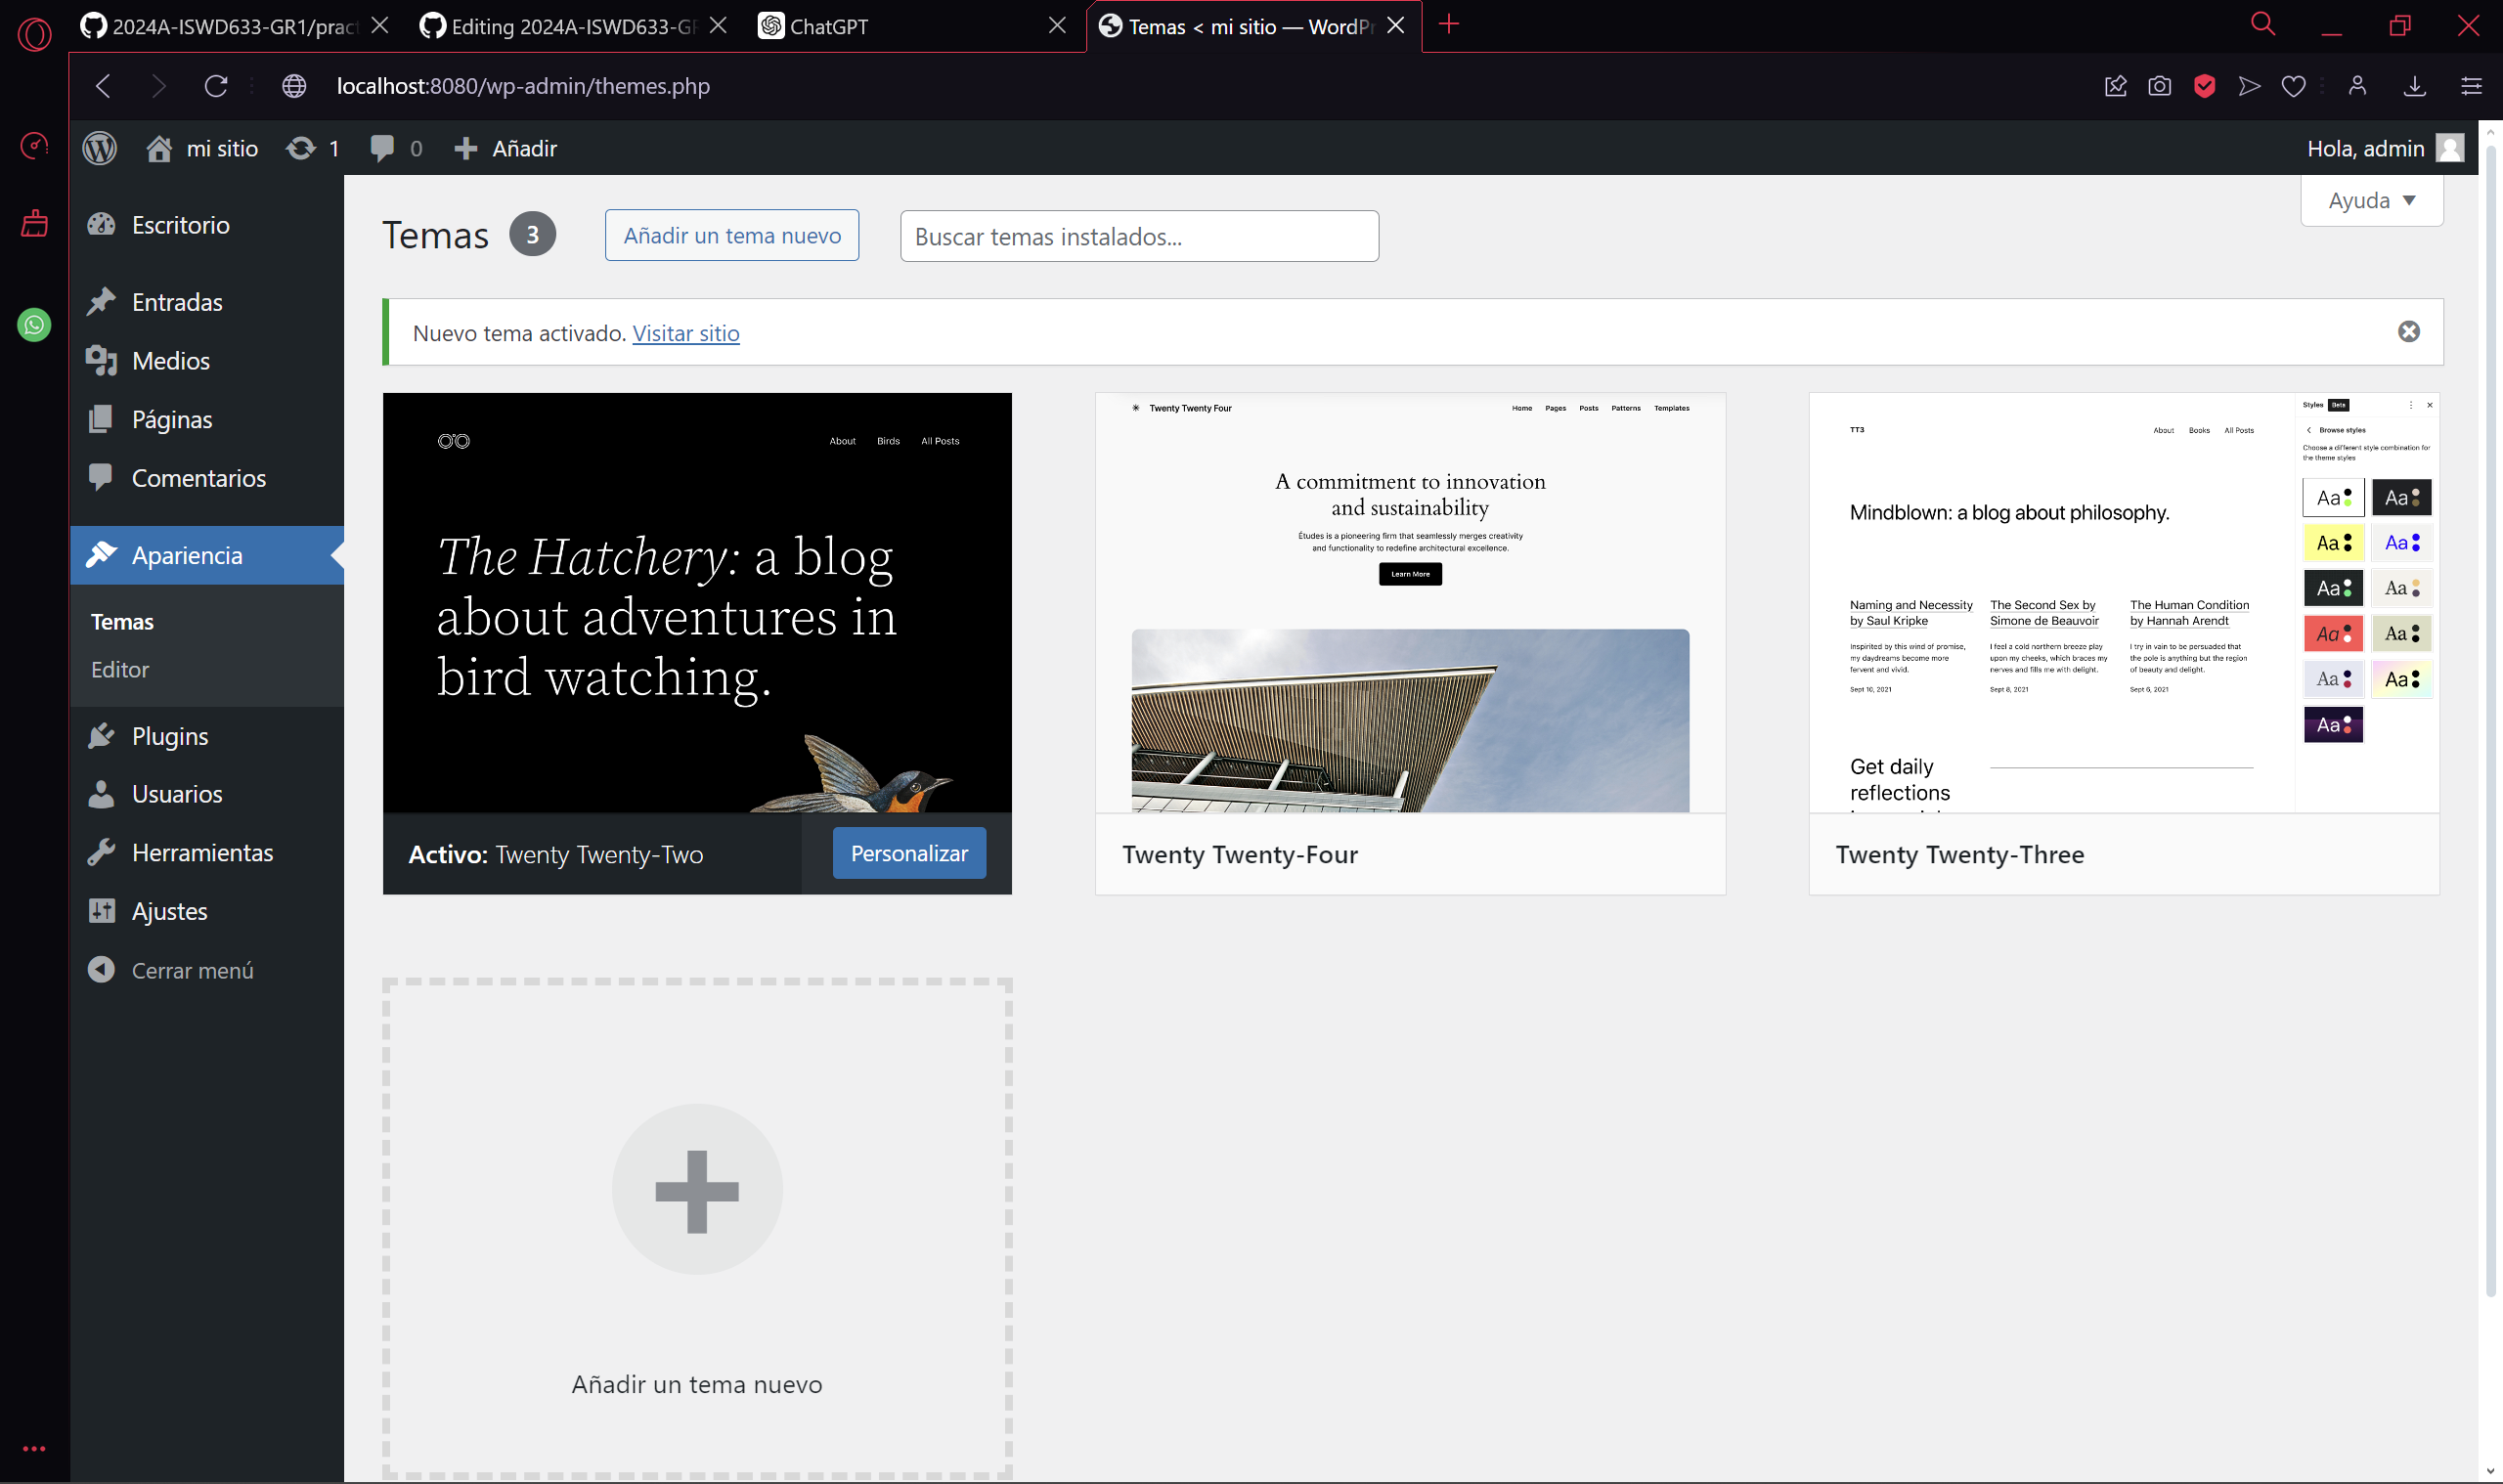 2024A-ISWD633-GR1/pract
Editing 2024A-ISWD633-GR
ChatGPT
Temas < mi sitio — WordPr
localhost:8080/wp-admin/themes.php
mi sitio
1
0
Añadir
Hola, admin
Escritorio
Entradas
Medios
Páginas
Comentarios
Apariencia
Temas
Editor
Plugins
Usuarios
Herramientas
Ajustes
Cerrar menú
Temas 3
Añadir un tema nuevo
Buscar temas instalados...
Ayuda
Nuevo tema activado. Visitar sitio
About Birds All Posts
The Hatchery: a blog
about adventures in
bird watching.
Activo: Twenty Twenty-Two
Personalizar
Twenty Twenty Four
Home Pages Posts Patterns Templates
A commitment to innovation
and sustainability
Études is a pioneering firm that seamlessly merges creativity
and functionality to redefine architectural excellence.
Learn More
Twenty Twenty-Four
TT3
About Books All Posts
Mindblown: a blog about philosophy.
Naming and Necessity
by Saul Kripke
Inspirited by this wind of promise,
my daydreams become more
fervent and vivid.
Sept 10, 2021
The Second Sex by
Simone de Beauvoir
I feel a cold northern breeze play
upon my cheeks, which braces my
nerves and fills me with delight.
Sept 8, 2021
The Human Condition
by Hannah Arendt
I try in vain to be persuaded that
the pole is anything but the region
of beauty and delight.
Sept 6, 2021
Get daily
reflections
Styles Beta
Browse styles
Choose a different style combination for
the theme styles
Aa Aa
Aa Aa
Aa Aa
Aa Aa
Aa Aa
Aa
Twenty Twenty-Three
Añadir un tema nuevo